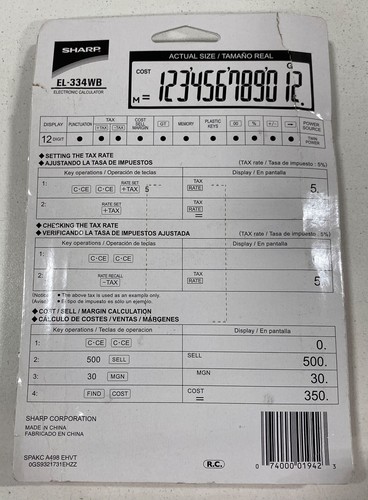 SHARP
EL-334WB
ELECTRONIC CALCULATOR
ACTUAL SIZE / TAMAÑO REAL
COST
G
M = 123'456'789'012.
DISPLAY PUNCTUATION TAX +TAX -TAX COST SELL MARGIN GT MEMORY PLASTIC KEYS 00 % +/- → POWER SOURCE
12 DIGIT ● ● ● ● ● ● ● ● ● ● ● TWIN POWER
◆ SETTING THE TAX RATE
◆ AJUSTANDO LA TASA DE IMPUESTOS (TAX rate / Tasa de impuesto : 5%)
Key operations / Operación de teclas Display / En pantalla
1: C·CE C·CE RATE SET +TAX 5 TAX RATE 5.
2: RATE SET +TAX TAX RATE =
◆ CHECKING THE TAX RATE
◆ VERIFICANDO LA TASA DE IMPUESTOS AJUSTADA (TAX rate / Tasa de impuesto : 5%)
Key operations / Operación de teclas Display / En pantalla
1: C·CE C·CE
2: RATE RECALL -TAX TAX RATE 5
(Notice) ● The above tax is used as an example only.
(Aviso) ● El tipo de impuesto es sólo un ejemplo.
◆ COST / SELL / MARGIN CALCULATION
◆ CÁLCULO DE COSTES / VENTAS / MÁRGENES
Key operations / Teclas de operacion Display / En pantalla
1: C·CE C·CE 0.
2: 500 SELL SELL 500.
3: 30 MGN MGN 30.
4: FIND COST COST = 350.
SHARP CORPORATION
MADE IN CHINA
FABRICADO EN CHINA
SPAKC A498 EHVT
0GS9321731EHZZ
R.C.
0 74000 01942 3